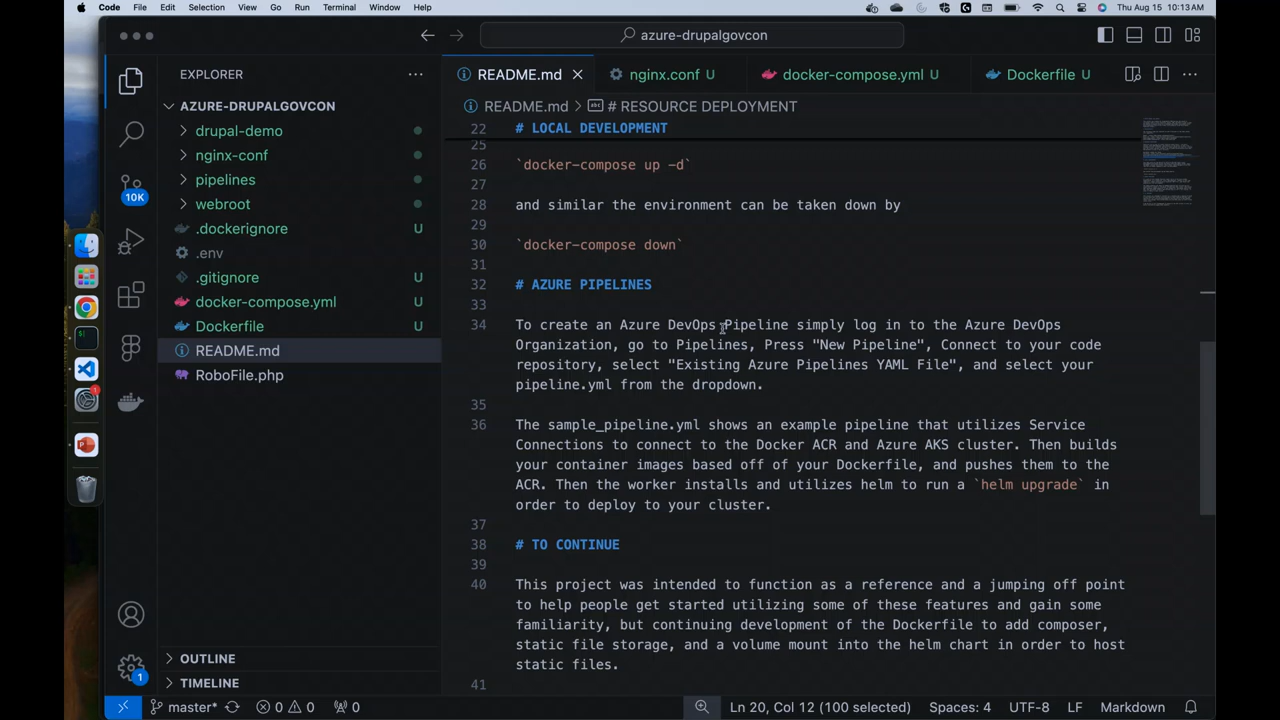 Code File Edit Selection View Go Run Terminal Window Help Thu Aug 15 10:13 AM
azure-drupalgovcon
EXPLORER
README.md
nginx.conf U
docker-compose.yml U
Dockerfile U
AZURE-DRUPALGOVCON
drupal-demo
nginx-conf
pipelines
webroot
.dockerignore U
.env
.gitignore U
docker-compose.yml U
Dockerfile U
README.md
RoboFile.php
OUTLINE
TIMELINE
10K
1
1
README.md > # RESOURCE DEPLOYMENT
22 # LOCAL DEVELOPMENT
25
26 `docker-compose up -d`
27
28 and similar the environment can be taken down by
29
30 `docker-compose down`
31
32 # AZURE PIPELINES
33
34 To create an Azure DevOps Pipeline simply log in to the Azure DevOps
Organization, go to Pipelines, Press "New Pipeline", Connect to your code
repository, select "Existing Azure Pipelines YAML File", and select your
pipeline.yml from the dropdown.
35
36 The sample_pipeline.yml shows an example pipeline that utilizes Service
Connections to connect to the Docker ACR and Azure AKS cluster. Then builds
your container images based off of your Dockerfile, and pushes them to the
ACR. Then the worker installs and utilizes helm to run a `helm upgrade` in
order to deploy to your cluster.
37
38 # TO CONTINUE
39
40 This project was intended to function as a reference and a jumping off point
to help people get started utilizing some of these features and gain some
familiarity, but continuing development of the Dockerfile to add composer,
static file storage, and a volume mount into the helm chart in order to host
static files.
41
master* 0 0 0 Ln 20, Col 12 (100 selected) Spaces: 4 UTF-8 LF Markdown